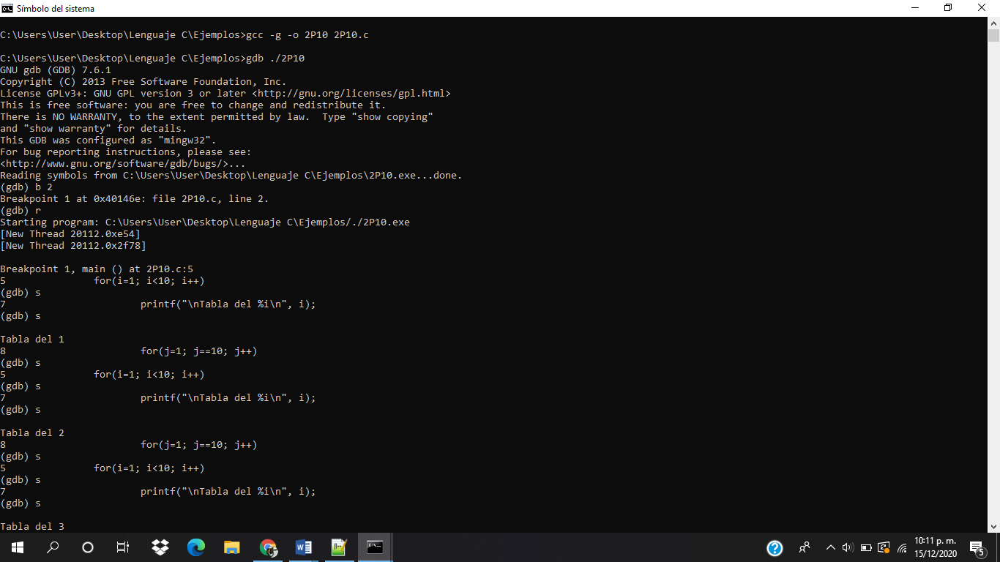 Símbolo del sistema
C:\Users\User\Desktop\Lenguaje C\Ejemplos>gcc -g -o 2P10 2P10.c
C:\Users\User\Desktop\Lenguaje C\Ejemplos>gdb ./2P10
GNU gdb (GDB) 7.6.1
Copyright (C) 2013 Free Software Foundation, Inc.
License GPLv3+: GNU GPL version 3 or later <http://gnu.org/licenses/gpl.html>
This is free software: you are free to change and redistribute it.
There is NO WARRANTY, to the extent permitted by law.  Type "show copying"
and "show warranty" for details.
This GDB was configured as "mingw32".
For bug reporting instructions, please see:
<http://www.gnu.org/software/gdb/bugs/>...
Reading symbols from C:\Users\User\Desktop\Lenguaje C\Ejemplos\2P10.exe...done.
(gdb) b 2
Breakpoint 1 at 0x40146e: file 2P10.c, line 2.
(gdb) r
Starting program: C:\Users\User\Desktop\Lenguaje C\Ejemplos/./2P10.exe
[New Thread 20112.0xe54]
[New Thread 20112.0x2f78]
Breakpoint 1, main () at 2P10.c:5
5               for(i=1; i<10; i++)
(gdb) s
7                       printf("\nTabla del %i\n", i);
(gdb) s
Tabla del 1
8                       for(j=1; j==10; j++)
(gdb) s
5               for(i=1; i<10; i++)
(gdb) s
7                       printf("\nTabla del %i\n", i);
(gdb) s
Tabla del 2
8                       for(j=1; j==10; j++)
(gdb) s
5               for(i=1; i<10; i++)
(gdb) s
7                       printf("\nTabla del %i\n", i);
(gdb) s
Tabla del 3
10:11 p. m.
15/12/2020
5